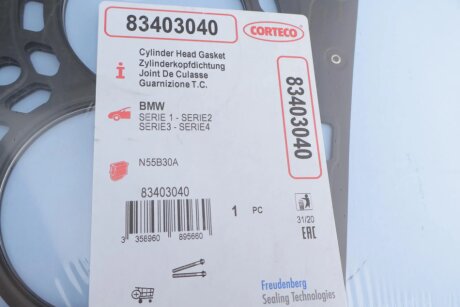 83403040
CORTECO
Cylinder Head Gasket
Zylinderkopfdichtung
Joint De Culasse
Guarnizione T.C.
BMW
SERIE 1 - SERIE2
SERIE3 - SERIE4
N55B30A
83403040
83403040
3 358960 895660
1 PC
31/20
EAC
Freudenberg
Sealing Technologies